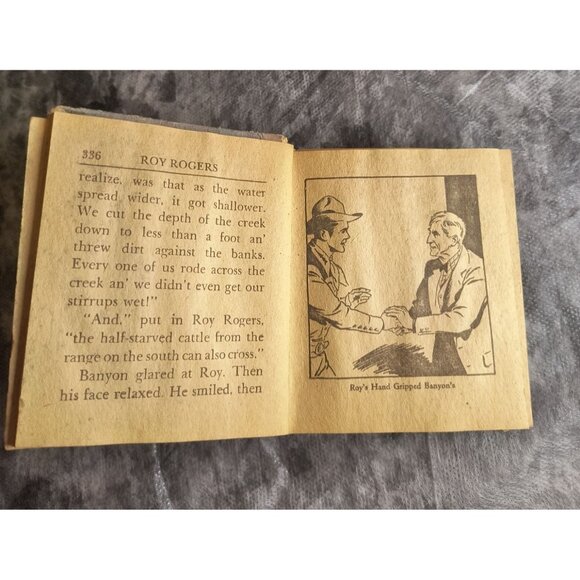 336 ROY ROGERS
realize, was that as the water
spread wider, it got shallower.
We cut the depth of the creek
down to less than a foot an'
threw dirt against the banks.
Every one of us rode across the
creek an' we didn't even get our
stirrups wet!"
"And," put in Roy Rogers,
"the half-starved cattle from the
range on the south can also cross."
Banyon glared at Roy. Then
his face relaxed. He smiled, then
Roy's Hand Gripped Banyon's